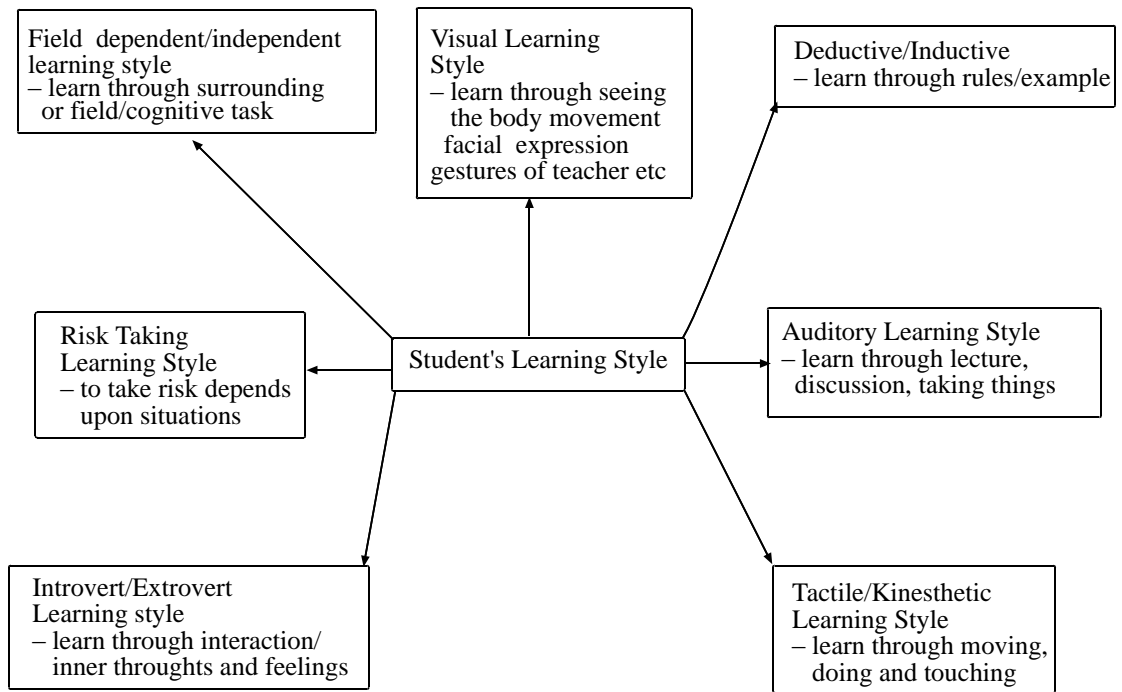 Field dependent/independent
learning style
– learn through surrounding
or field/cognitive task
Visual Learning
Style
– learn through seeing
the body movement
facial expression
gestures of teacher etc
Deductive/Inductive
– learn through rules/example
Risk Taking
Learning Style
– to take risk depends
upon situations
Student's Learning Style
Auditory Learning Style
– learn through lecture,
discussion, taking things
Introvert/Extrovert
Learning style
– learn through interaction/
inner throughts and feelings
Tactile/Kinesthetic
Learning Style
– learn through moving,
doing and touching